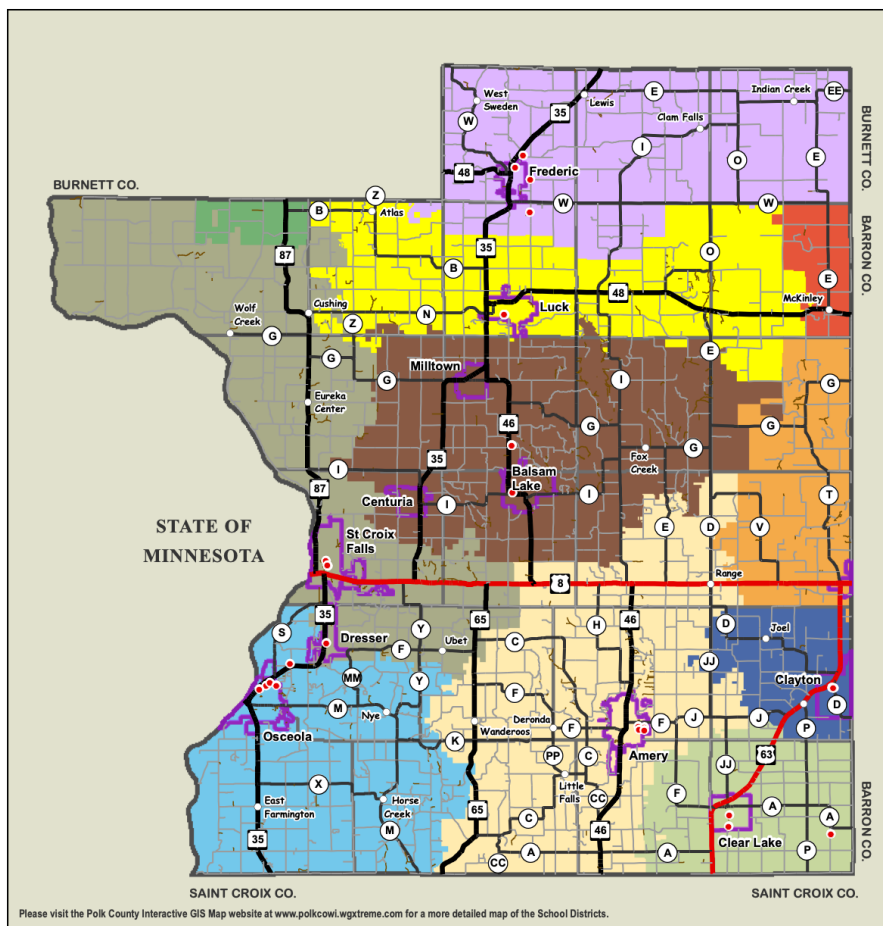 West
Sweden
W
35
Lewis
E
Indian Creek
EE
Clam Falls
I
O
E
48
Frederic
BURNETT CO.
BURNETT CO.
Z
B
Atlas
W
W
35
87
B
O
BARRON CO.
E
48
McKinley
Cushing
N
Luck
Wolf
Creek
G
Z
G
E
Milltown
G
I
G
Eureka
Center
46
G
G
35
Fox
Creek
G
I
87
Balsam
Lake
Centuria
I
I
T
STATE OF
MINNESOTA
St Croix
Falls
E
D
V
Range
8
35
S
Y
65
H
46
D
Joel
Dresser
F
Ubet
C
JJ
MM
Y
Clayton
F
M
Nye
Deronda
Wanderoos
F
F
J
J
D
P
Osceola
K
Amery
63
PP
C
JJ
X
Little
Falls
CC
F
A
A
East
Farmington
Horse
Creek
65
M
C
46
Clear Lake
35
CC
A
A
P
BARRON CO.
SAINT CROIX CO.
SAINT CROIX CO.
Please visit the Polk County Interactive GIS Map website at www.polkcowi.wgxtreme.com for a more detailed map of the School Districts.